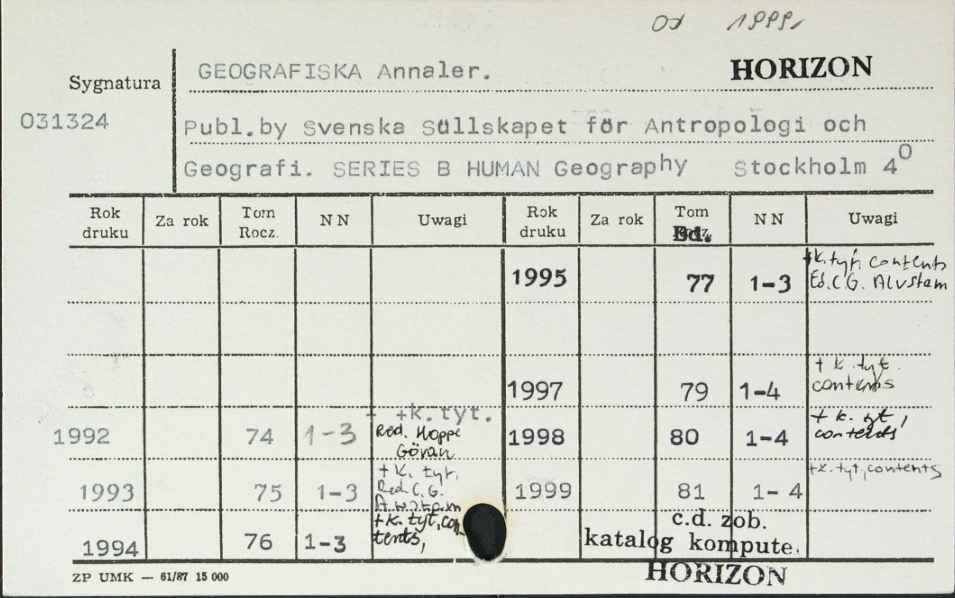 od 1999r
Sygnatura
GEOGRAFISKA Annaler.
HORIZON
031324
Publ.by Svenska Sällskapet för Antropologi och
Geografi. SERIES B HUMAN Geography Stockholm 4O
Rok druku Za rok Tom Rocz. NN Uwagi Rok druku Za rok Tom Bd. NN Uwagi
1995 77 1-3 +k. tyt. contents
Ed. C.G. Alvstam
1997 79 1-4 + k. tyt.
contents
1992 74 1-3 + +k. tyt.
Red. Hoppe
Göran
1998 80 1-4 + k. tyt,
contents
1993 75 1-3 + k. tyt.
Red. C.G.
1999 81 1-4 +k. tyt, contents
1994 76 1-3 +k. tyt, con-
tents,
c.d. zob.
katalog kompute.
HORIZON
ZP UMK — 61/87 15 000